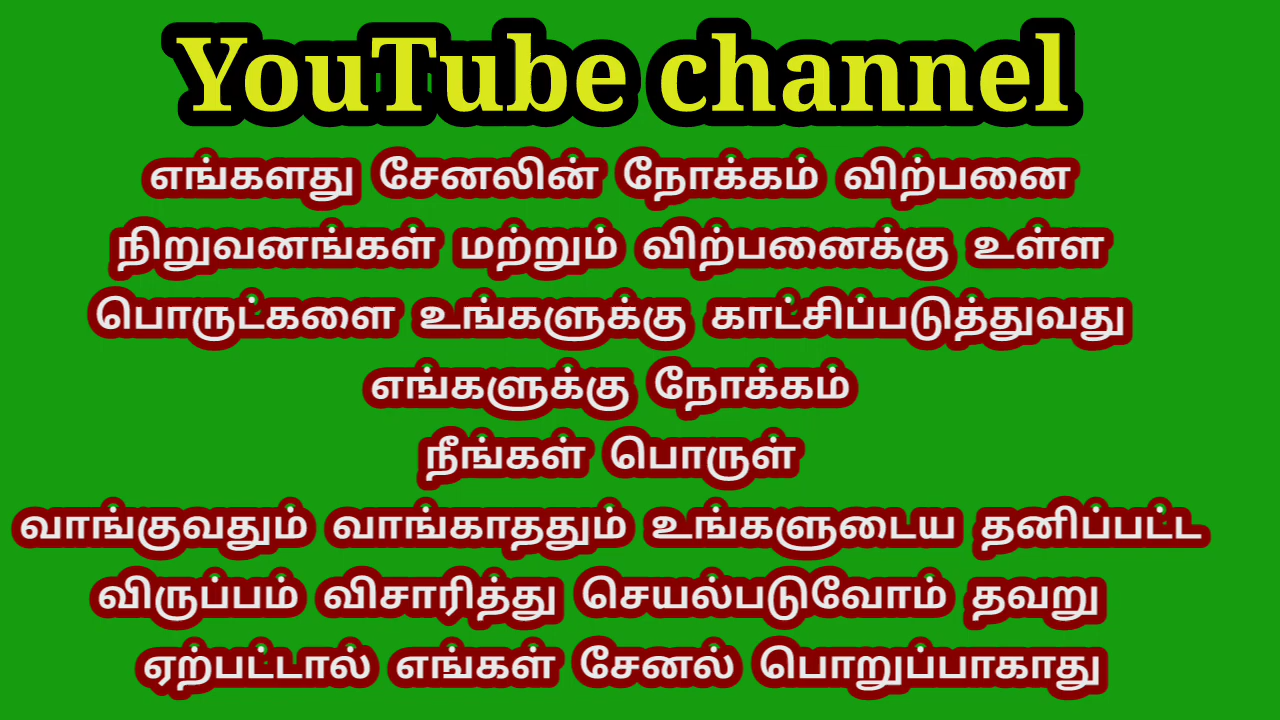 YouTube channel
எங்களது சேனலின் நோக்கம் விற்பனை
நிறுவனங்கள் மற்றும் விற்பனைக்கு உள்ள
பொருட்களை உங்களுக்கு காட்சிப்படுத்துவது
எங்களுக்கு நோக்கம்
நீங்கள் பொருள்
வாங்குவதும் வாங்காததும் உங்களுடைய தனிப்பட்ட
விருப்பம் விசாரித்து செயல்படுவோம் தவறு
ஏற்பட்டால் எங்கள் சேனல் பொறுப்பாகாது